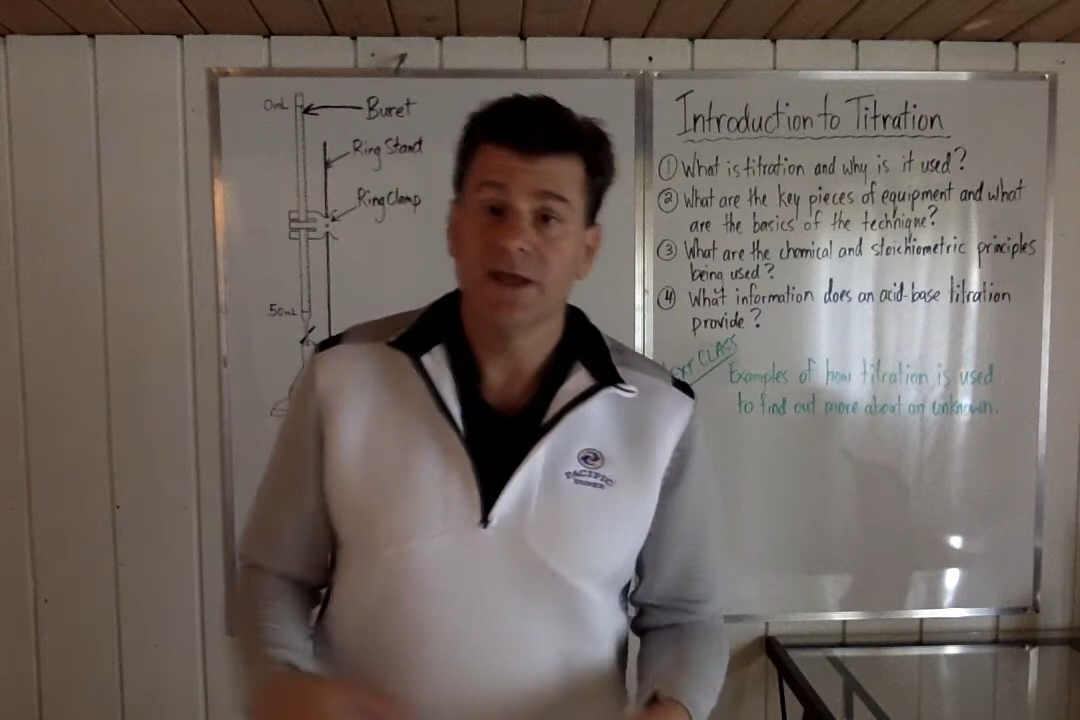 0mL
Buret
Ring Stand
Ring Clamp
50mL
Introduction to Titration
① What is titration and why is it used?
② What are the key pieces of equipment and what
are the basics of the technique?
③ What are the chemical and stoichiometric principles
being used?
④ What information does an acid-base titration
provide?
CLASS
Examples of how titration is used
to find out more about an unknown.
PACIFIC